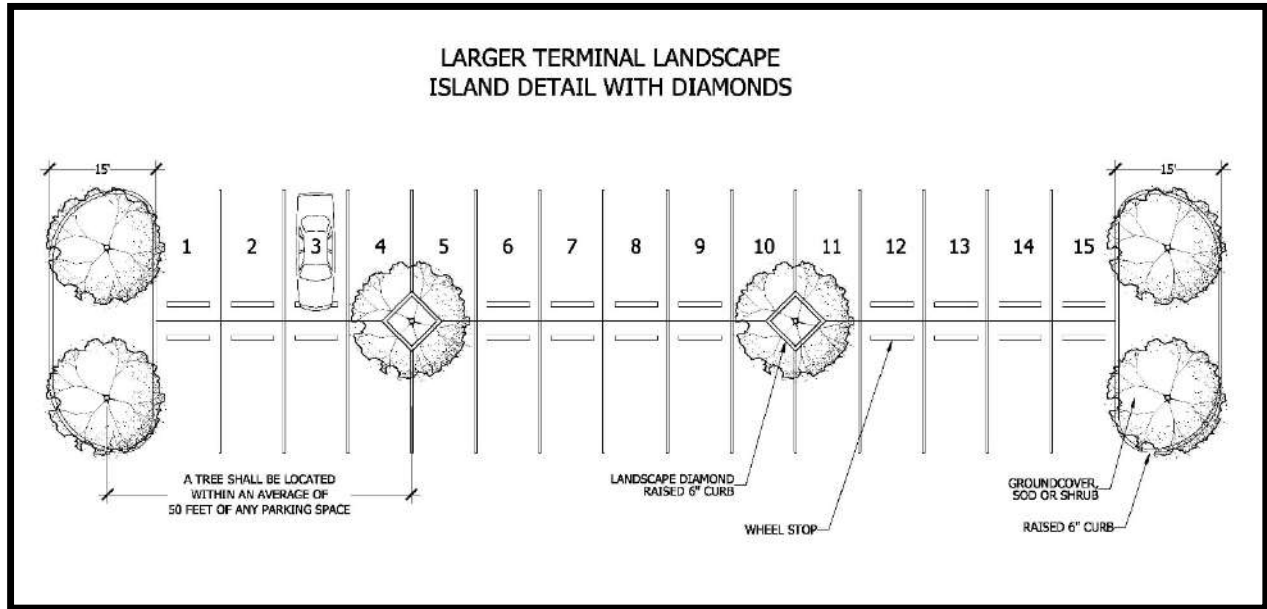 LARGER TERMINAL LANDSCAPE
ISLAND DETAIL WITH DIAMONDS
15'
15'
1 2 3 4 5 6 7 8 9 10 11 12 13 14 15
A TREE SHALL BE LOCATED
WITHIN AN AVERAGE OF
50 FEET OF ANY PARKING SPACE
LANDSCAPE DIAMOND
RAISED 6" CURB
WHEEL STOP
GROUNDCOVER,
SOD OR SHRUB
RAISED 6" CURB